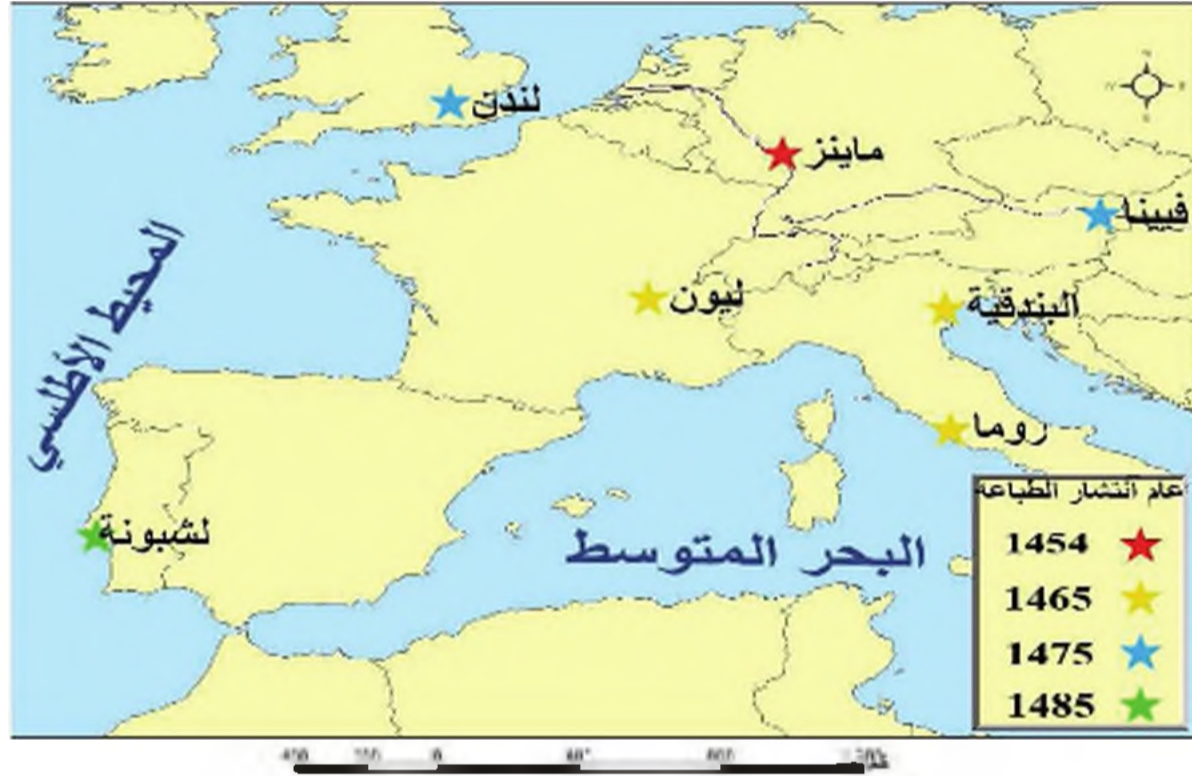 لندن
ماينز
فيينا
المحيط الأطلسي
ليون
البندقية
روما
لشبونة
البحر المتوسط
عام انتشار الطباعة
1454
1465
1475
1485